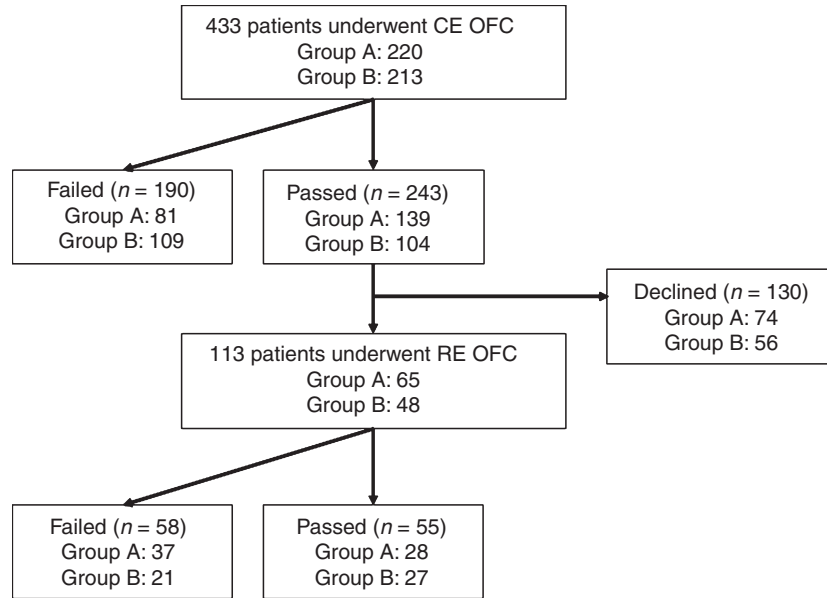 433 patients underwent CE OFC
Group A: 220
Group B: 213
Failed (n = 190)
Group A: 81
Group B: 109
Passed (n = 243)
Group A: 139
Group B: 104
Declined (n = 130)
Group A: 74
Group B: 56
113 patients underwent RE OFC
Group A: 65
Group B: 48
Failed (n = 58)
Group A: 37
Group B: 21
Passed (n = 55)
Group A: 28
Group B: 27